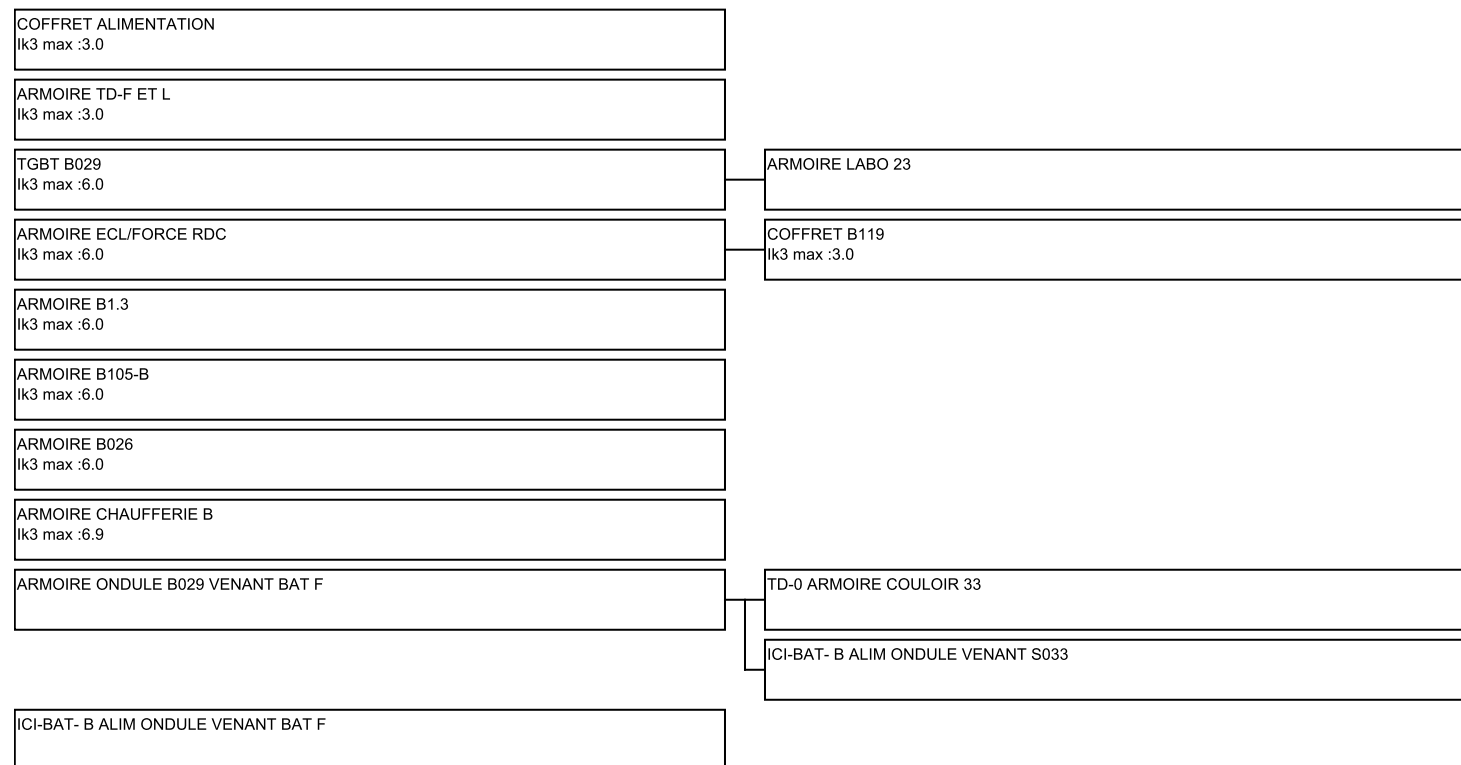 COFFRET ALIMENTATION
Ik3 max :3.0
ARMOIRE TD-F ET L
Ik3 max :3.0
TGBT B029
Ik3 max :6.0
ARMOIRE LABO 23
ARMOIRE ECL/FORCE RDC
Ik3 max :6.0
COFFRET B119
Ik3 max :3.0
ARMOIRE B1.3
Ik3 max :6.0
ARMOIRE B105-B
Ik3 max :6.0
ARMOIRE B026
Ik3 max :6.0
ARMOIRE CHAUFFERIE B
Ik3 max :6.9
ARMOIRE ONDULE B029 VENANT BAT F
TD-0 ARMOIRE COULOIR 33
ICI-BAT- B ALIM ONDULE VENANT S033
ICI-BAT- B ALIM ONDULE VENANT BAT F